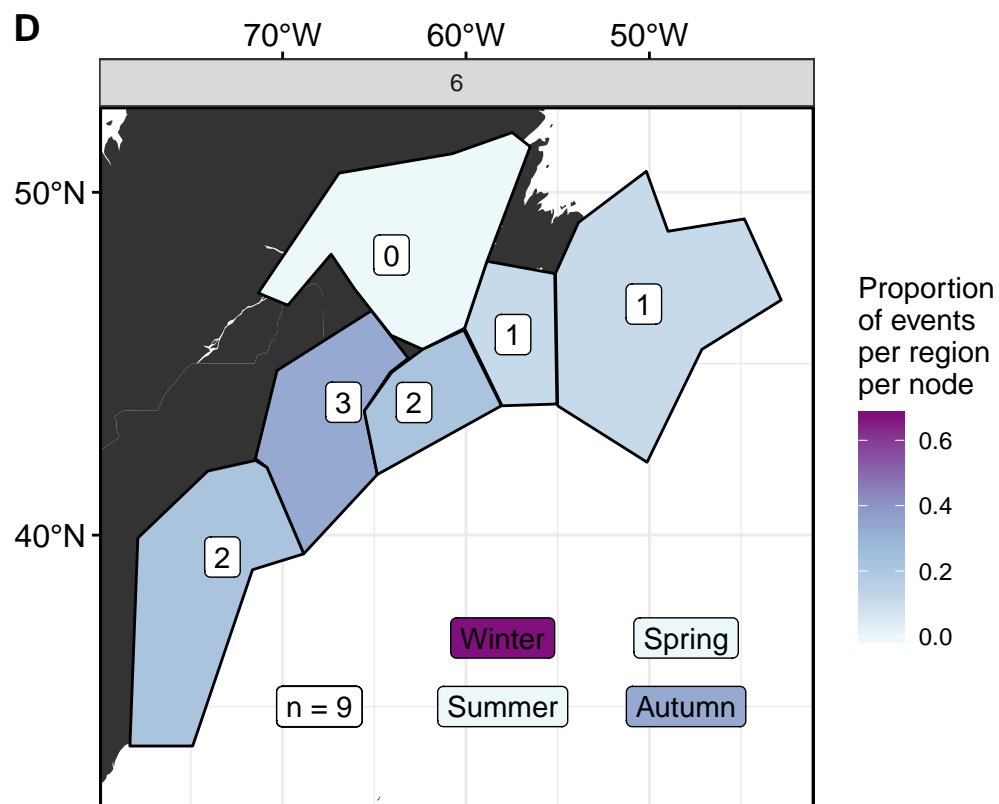 D
70°W 60°W 50°W
6
50°N
40°N
0
1
1
3
2
2
Proportion
of events
per region
per node
0.6
0.4
0.2
0.0
Winter Spring
n = 9 Summer Autumn